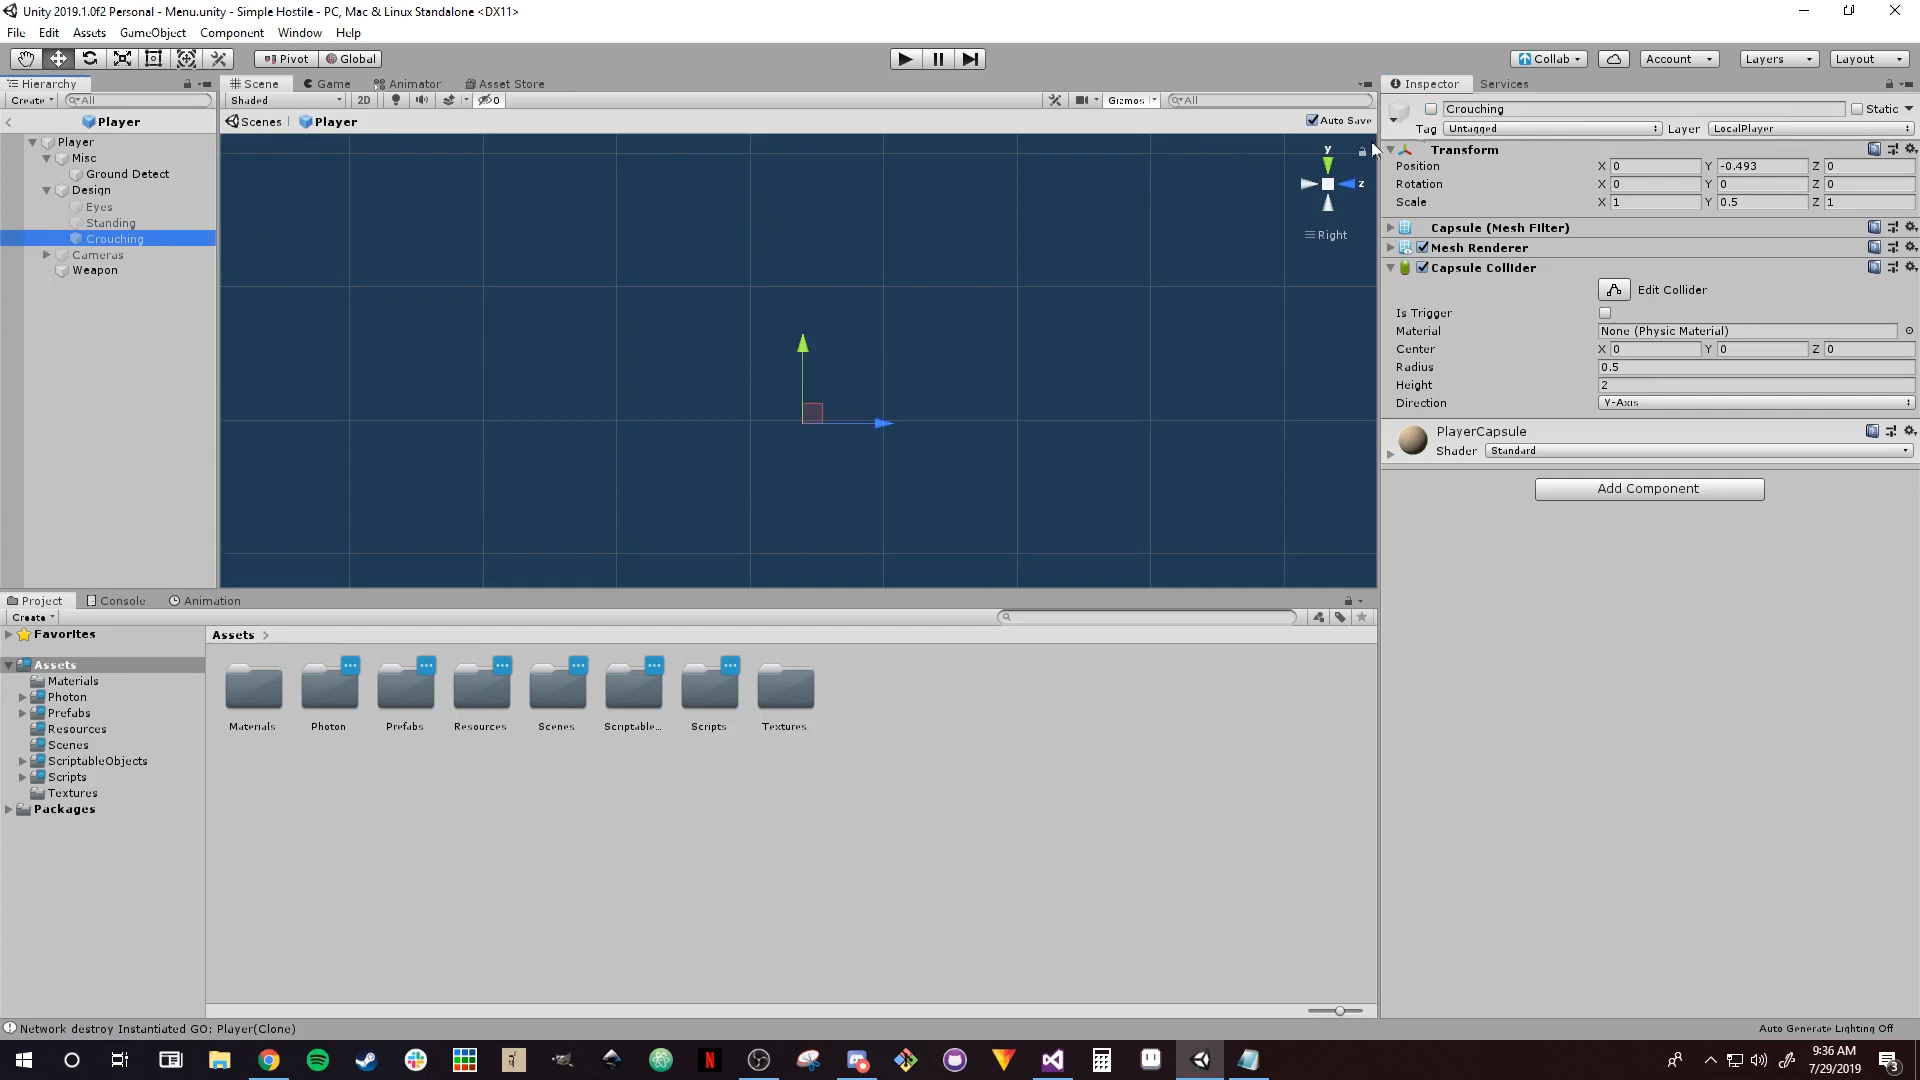 Unity 2019.1.0f2 Personal - Menu.unity - Simple Hostile - PC, Mac & Linux Standalone <DX11>
File Edit Assets GameObject Component Window Help
Pivot Global Collab Account Layers Layout
Hierarchy Scene Game Animator Asset Store Inspector Services
Create All Shaded 2D 0 Gizmos All
Crouching Static
Player Scenes Player Auto Save
Tag Untagged Layer LocalPlayer
Player
Misc
Ground Detect
Design
Eyes
Standing
Crouching
Cameras
Weapon
y
z
Right
Transform
Position X 0 Y -0.493 Z 0
Rotation X 0 Y 0 Z 0
Scale X 1 Y 0.5 Z 1
Capsule (Mesh Filter)
Mesh Renderer
Capsule Collider
Edit Collider
Is Trigger
Material None (Physic Material)
Center X 0 Y 0 Z 0
Radius 0.5
Height 2
Direction Y-Axis
PlayerCapsule
Shader Standard
Add Component
Project Console Animation
Create
Favorites
Assets
Materials
Photon
Prefabs
Resources
Scenes
ScriptableObjects
Scripts
Textures
Packages
Assets
Materials Photon Prefabs Resources Scenes Scriptable... Scripts Textures
Network destroy Instantiated GO: Player(Clone)
Auto Generate Lighting Off
9:36 AM
7/29/2019
3